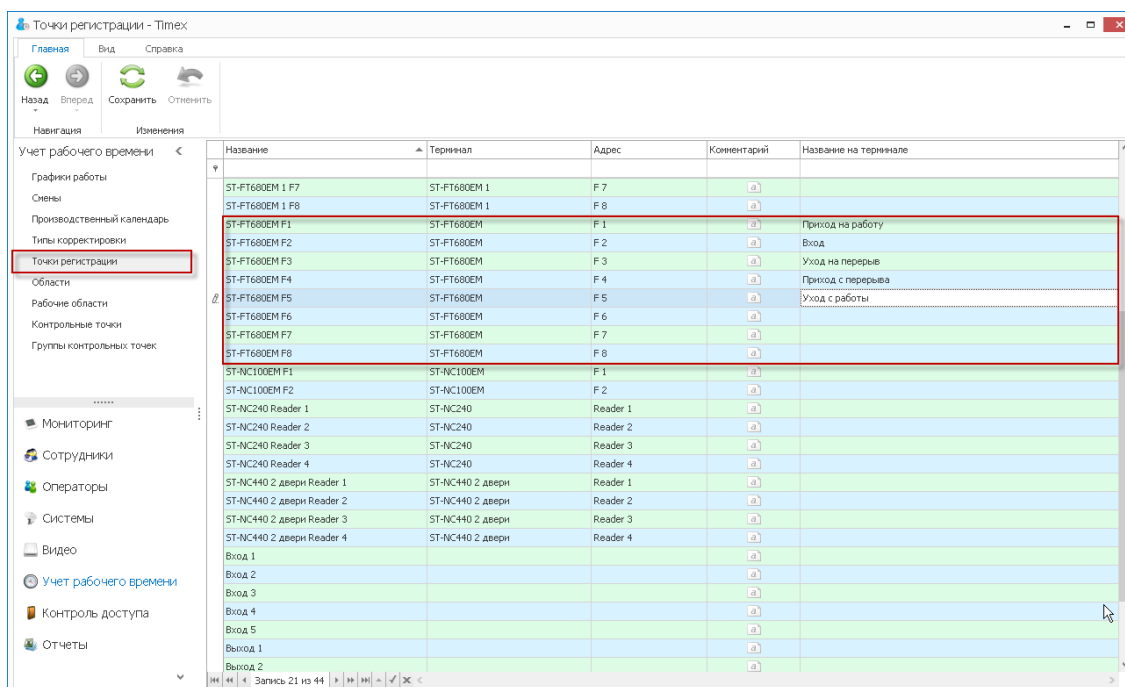 Точки регистрации - Timex
Главная Вид Справка
Назад Вперед Сохранить Отменить
Навигация Изменения
Учет рабочего времени
Графики работы
Смены
Производственный календарь
Типы корректировки
Точки регистрации
Области
Рабочие области
Контрольные точки
Группы контрольных точек
Мониторинг
Сотрудники
Операторы
Системы
Видео
Учет рабочего времени
Контроль доступа
Отчеты
Название Терминал Адрес Комментарий Название на терминале
ST-FT680EM 1 F7 ST-FT680EM 1 F 7
ST-FT680EM 1 F8 ST-FT680EM 1 F 8
ST-FT680EM F1 ST-FT680EM F 1 Приход на работу
ST-FT680EM F2 ST-FT680EM F 2 Вход
ST-FT680EM F3 ST-FT680EM F 3 Уход на перерыв
ST-FT680EM F4 ST-FT680EM F 4 Приход с перерыва
ST-FT680EM F5 ST-FT680EM F 5 Уход с работы
ST-FT680EM F6 ST-FT680EM F 6
ST-FT680EM F7 ST-FT680EM F 7
ST-FT680EM F8 ST-FT680EM F 8
ST-NC100EM F1 ST-NC100EM F 1
ST-NC100EM F2 ST-NC100EM F 2
ST-NC240 Reader 1 ST-NC240 Reader 1
ST-NC240 Reader 2 ST-NC240 Reader 2
ST-NC240 Reader 3 ST-NC240 Reader 3
ST-NC240 Reader 4 ST-NC240 Reader 4
ST-NC440 2 двери Reader 1 ST-NC440 2 двери Reader 1
ST-NC440 2 двери Reader 2 ST-NC440 2 двери Reader 2
ST-NC440 2 двери Reader 3 ST-NC440 2 двери Reader 3
ST-NC440 2 двери Reader 4 ST-NC440 2 двери Reader 4
Вход 1
Вход 2
Вход 3
Вход 4
Вход 5
Выход 1
Выход 2
Запись 21 из 44